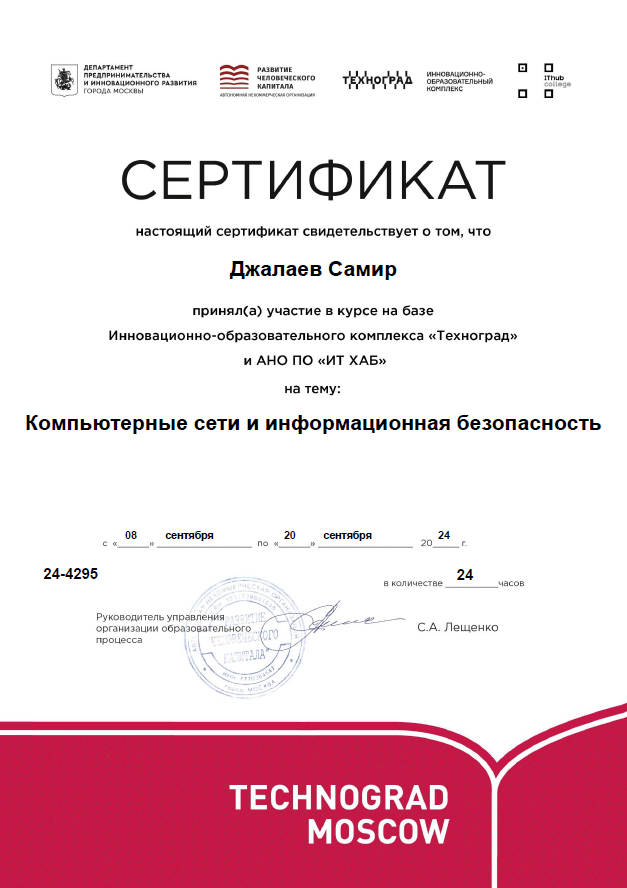 ДЕПАРТАМЕНТ
ПРЕДПРИНИМАТЕЛЬСТВА
И ИННОВАЦИОННОГО РАЗВИТИЯ
ГОРОДА МОСКВЫ
РАЗВИТИЕ
ЧЕЛОВЕЧЕСКОГО
КАПИТАЛА
АВТОНОМНАЯ НЕКОММЕРЧЕСКАЯ ОРГАНИЗАЦИЯ
ТЕХНОГРАД
ИННОВАЦИОННО-
ОБРАЗОВАТЕЛЬНЫЙ
КОМПЛЕКС
IThub
college
СЕРТИФИКАТ
настоящий сертификат свидетельствует о том, что
Джалаев Самир
принял(а) участие в курсе на базе
Инновационно-образовательного комплекса «Техноград»
и АНО ПО «ИТ ХАБ»
на тему:
Компьютерные сети и информационная безопасность
с «08» сентября по «20» сентября 2024 г.
24-4295
в количестве 24 часов
Руководитель управления
организации образовательного
процесса
С.А. Лещенко
РАЗВИТИЕ
ЧЕЛОВЕЧЕСКОГО
КАПИТАЛА"
ГОРОД МОСКВА
TECHNOGRAD
MOSCOW